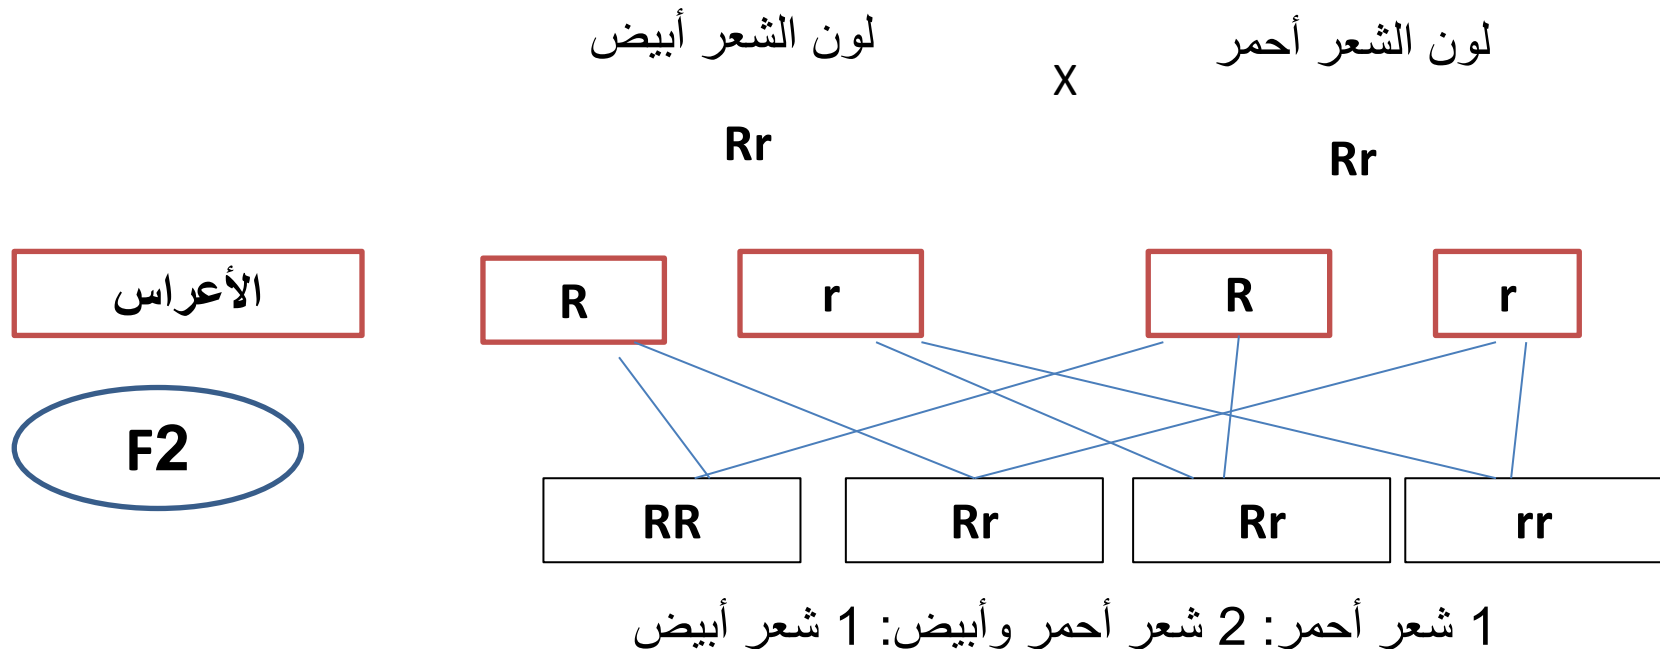 لون الشعر أحمر X لون الشعر أبيض
Rr Rr
الأعراس R r R r
F2
RR Rr Rr rr
1 شعر أحمر: 2 شعر أحمر وأبيض: 1 شعر أبيض